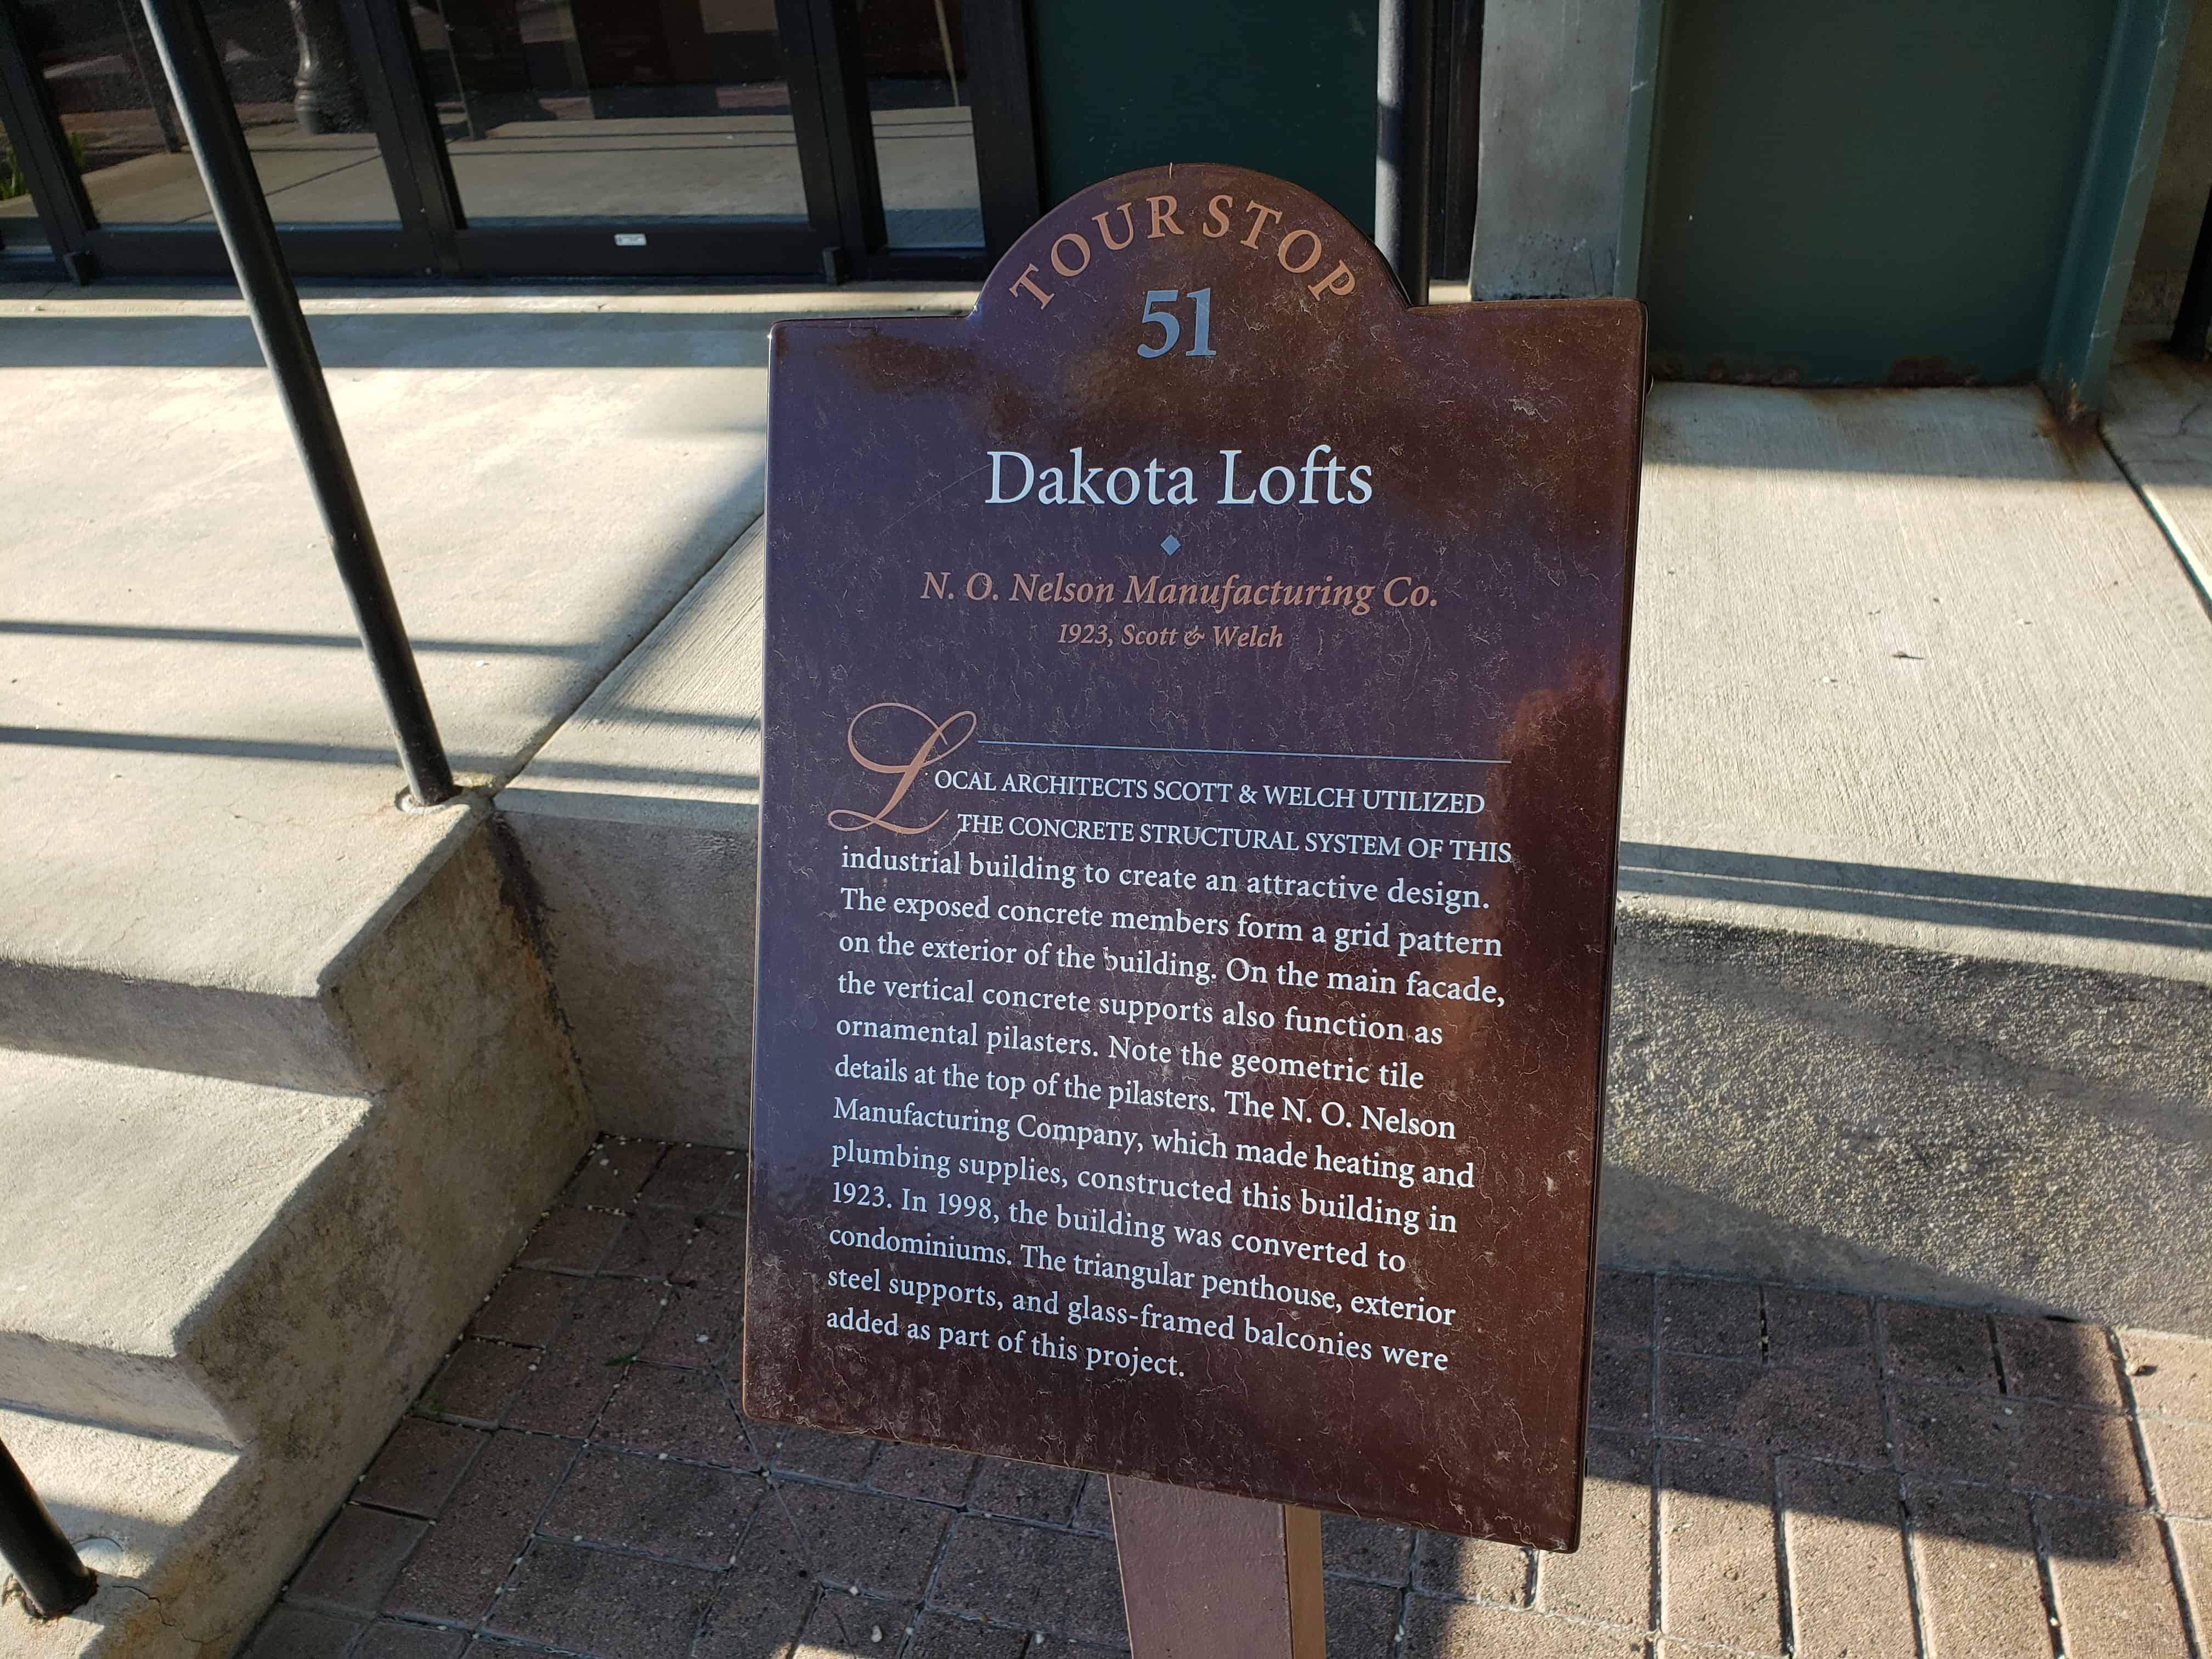 TOUR STOP
51
Dakota Lofts
N. O. Nelson Manufacturing Co.
1923, Scott & Welch
LOCAL ARCHITECTS SCOTT & WELCH UTILIZED
THE CONCRETE STRUCTURAL SYSTEM OF THIS
industrial building to create an attractive design.
The exposed concrete members form a grid pattern
on the exterior of the building. On the main facade,
the vertical concrete supports also function as
ornamental pilasters. Note the geometric tile
details at the top of the pilasters. The N. O. Nelson
Manufacturing Company, which made heating and
plumbing supplies, constructed this building in
1923. In 1998, the building was converted to
condominiums. The triangular penthouse, exterior
steel supports, and glass-framed balconies were
added as part of this project.